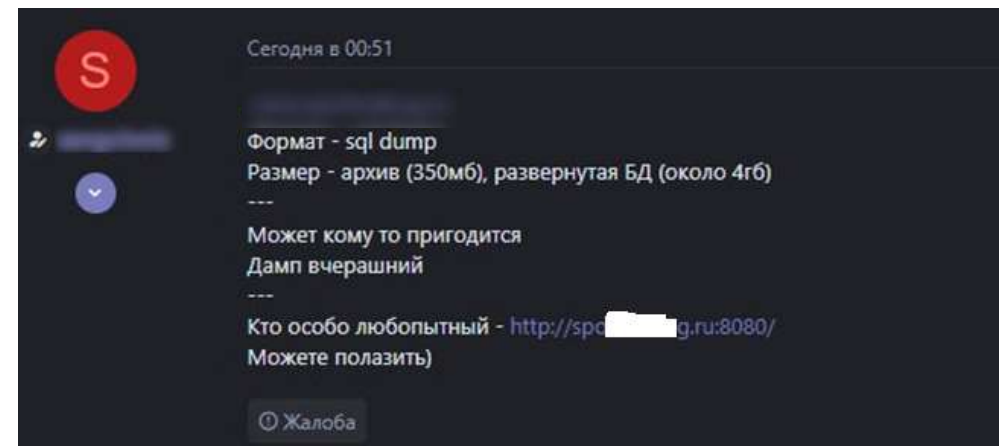 S
Сегодня в 00:51
Формат - sql dump
Размер - архив (350мб), развернутая БД (около 4гб)
---
Может кому то пригодится
Дамп вчерашний
---
Кто особо любопытный - http://spo g.ru:8080/
Можете полазить)
Жалоба